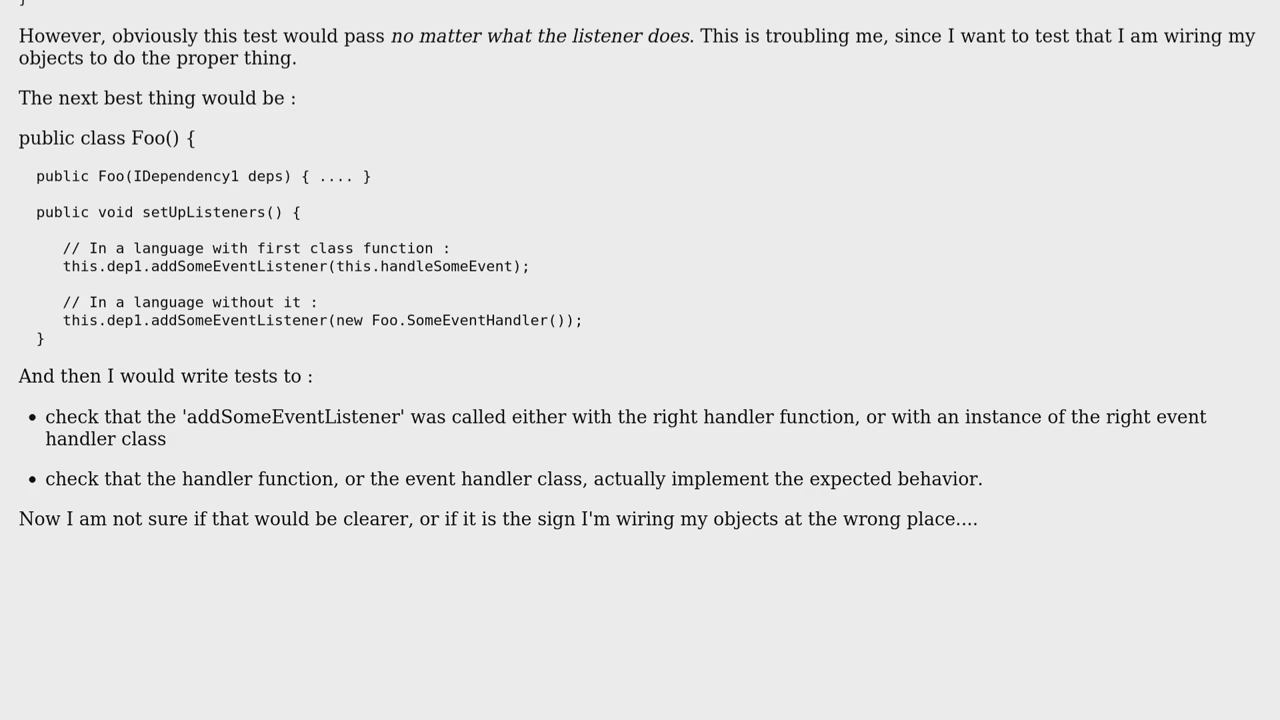 }
However, obviously this test would pass no matter what the listener does. This is troubling me, since I want to test that I am wiring my
objects to do the proper thing.
The next best thing would be :
public class Foo() {
public Foo(IDependency1 deps) { .... }
public void setUpListeners() {
// In a language with first class function :
this.dep1.addSomeEventListener(this.handleSomeEvent);
// In a language without it :
this.dep1.addSomeEventListener(new Foo.SomeEventHandler());
}
And then I would write tests to :
• check that the 'addSomeEventListener' was called either with the right handler function, or with an instance of the right event
handler class
• check that the handler function, or the event handler class, actually implement the expected behavior.
Now I am not sure if that would be clearer, or if it is the sign I'm wiring my objects at the wrong place....